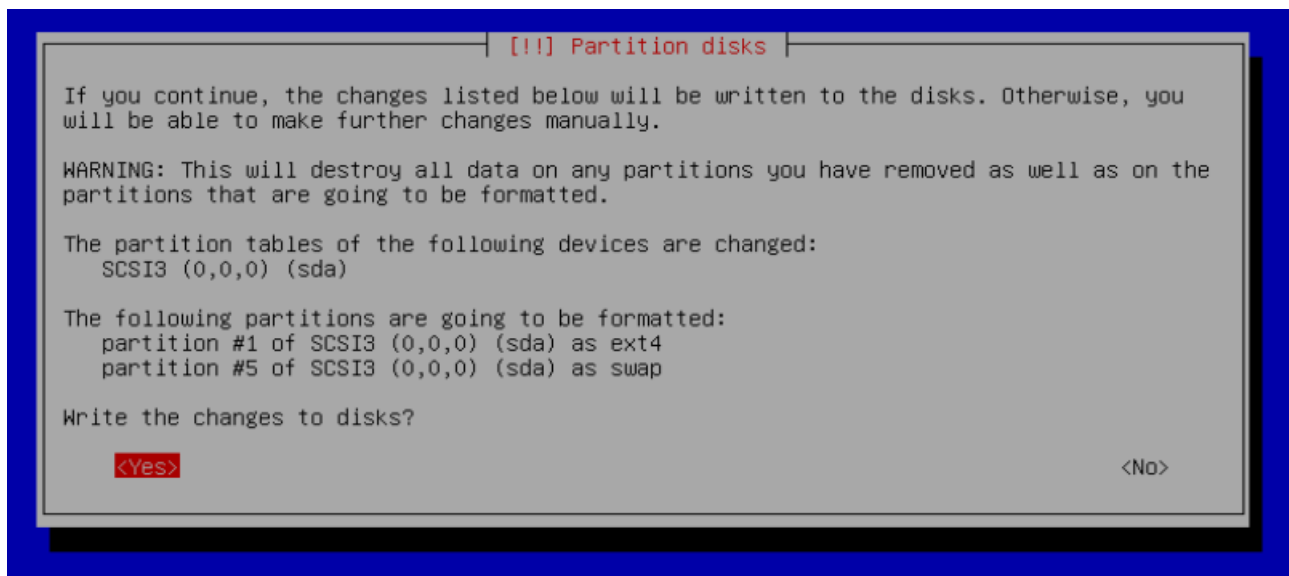 [!!] Partition disks
If you continue, the changes listed below will be written to the disks. Otherwise, you
will be able to make further changes manually.
WARNING: This will destroy all data on any partitions you have removed as well as on the
partitions that are going to be formatted.
The partition tables of the following devices are changed:
SCSI3 (0,0,0) (sda)
The following partitions are going to be formatted:
partition #1 of SCSI3 (0,0,0) (sda) as ext4
partition #5 of SCSI3 (0,0,0) (sda) as swap
Write the changes to disks?
<Yes> <No>